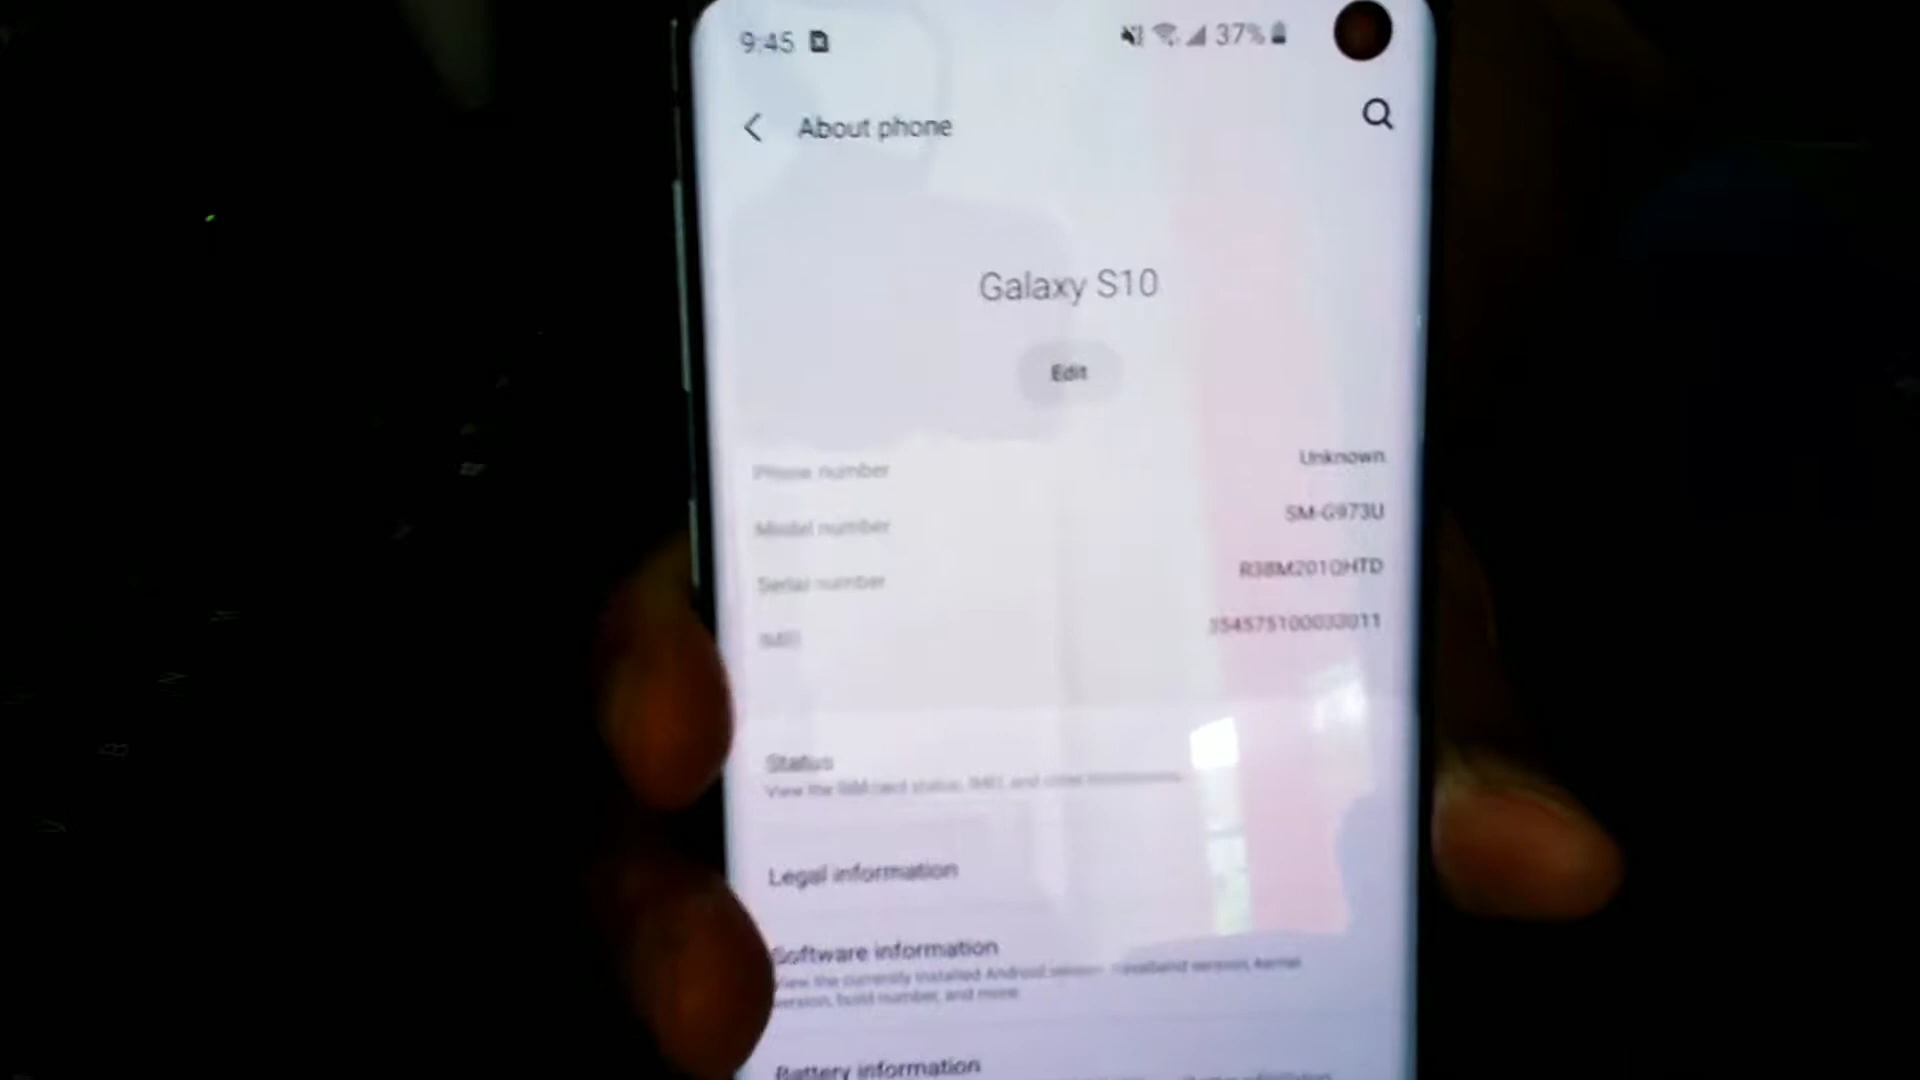 9:45 37%
About phone
Galaxy S10
Edit
Phone number Unknown
Model number SM-G973U
Serial number R38M201QHTD
IMEI
Status
View the SIM card status, IMEI, and other information.
Legal information
Software information
View the currently installed Android version, baseband version, kernel
version, build number, and more.
Battery information